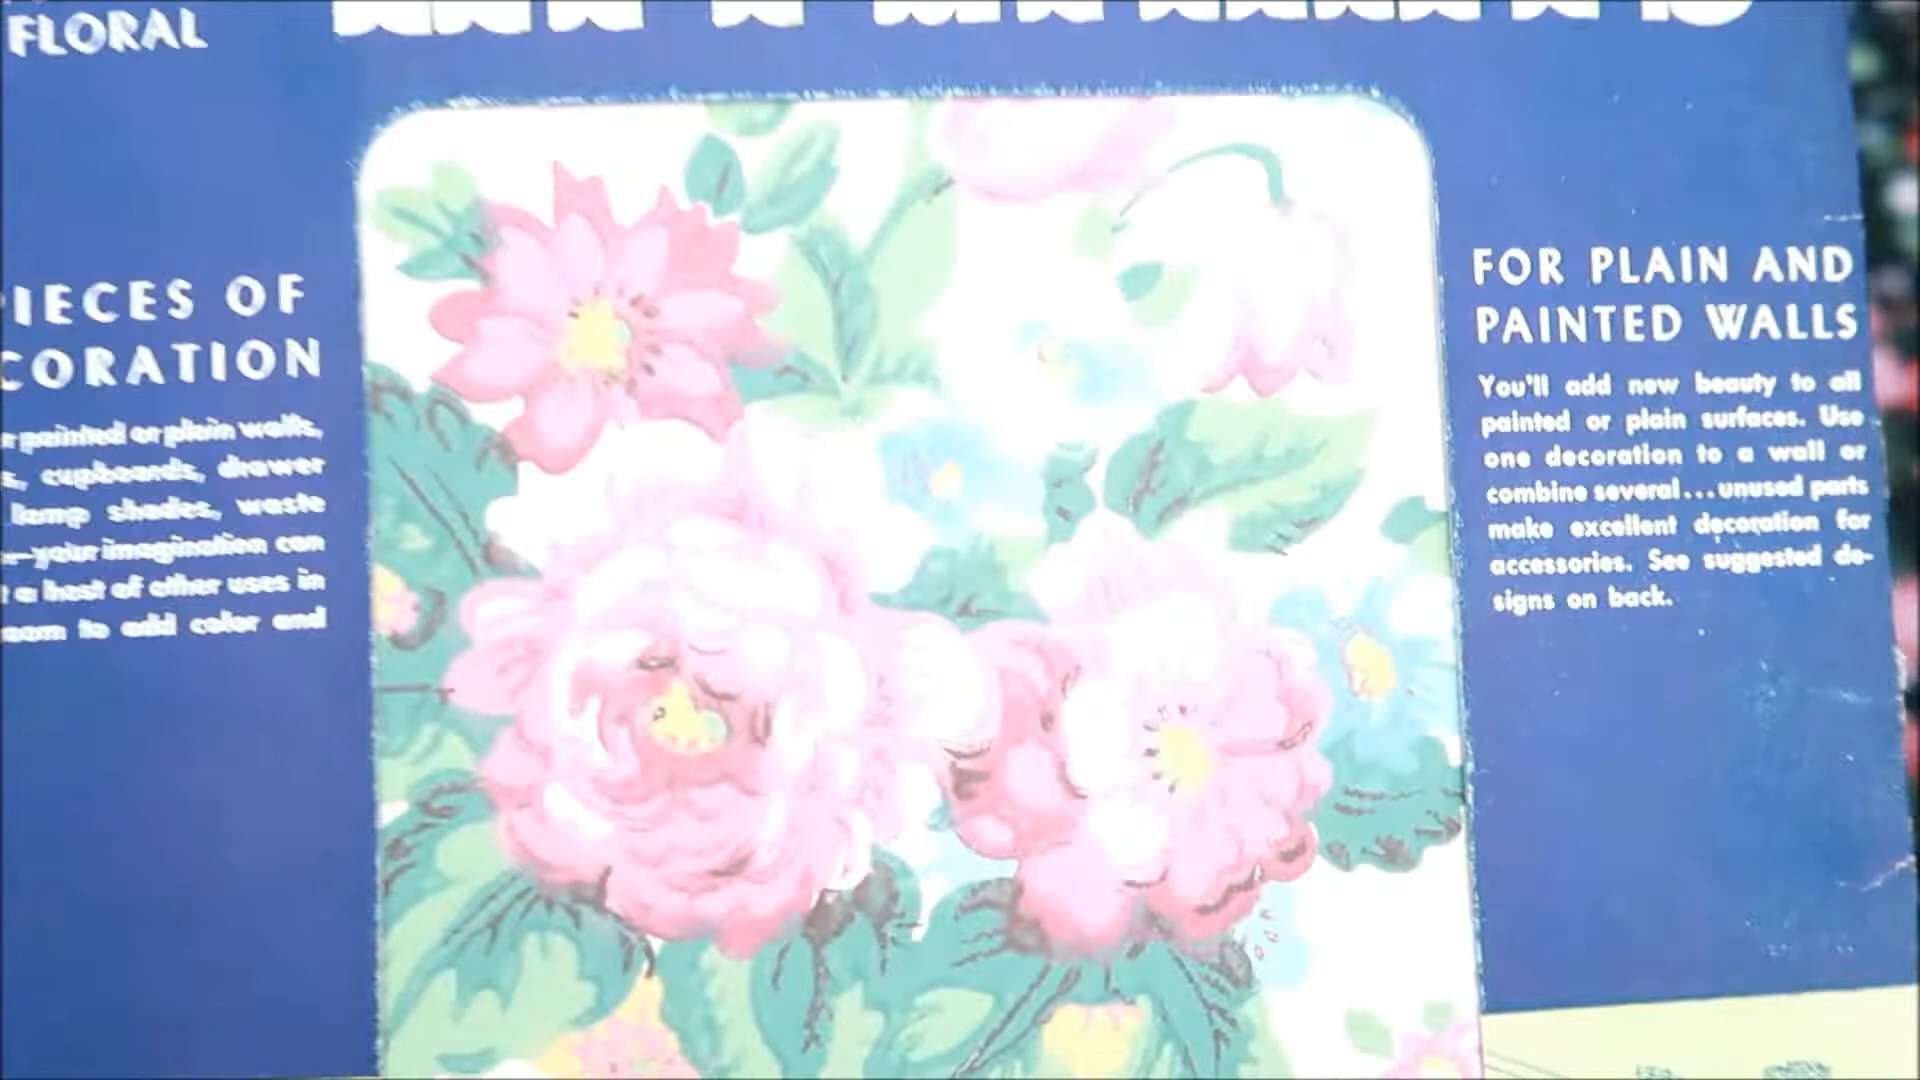 FLORAL
PIECES OF
CORATION
painted or plain walls,
cupboards, drawer
lamp shades, waste
your imagination can
a host of other uses in
room to add color and
FOR PLAIN AND
PAINTED WALLS
You'll add new beauty to all
painted or plain surfaces. Use
one decoration to a wall or
combine several...unused parts
make excellent decoration for
accessories. See suggested de-
signs on back.